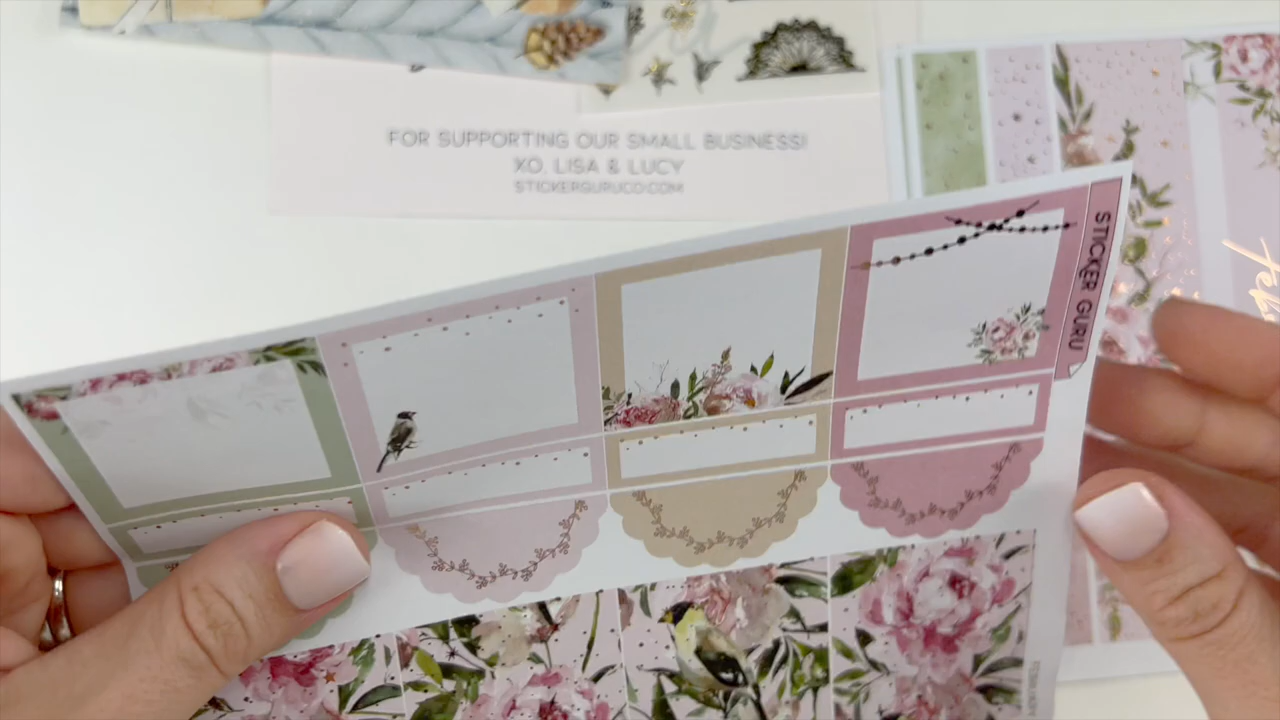 FOR SUPPORTING OUR SMALL BUSINESS!
XO, LISA & LUCY
STICKERGURUCO.COM
STICKER GURU